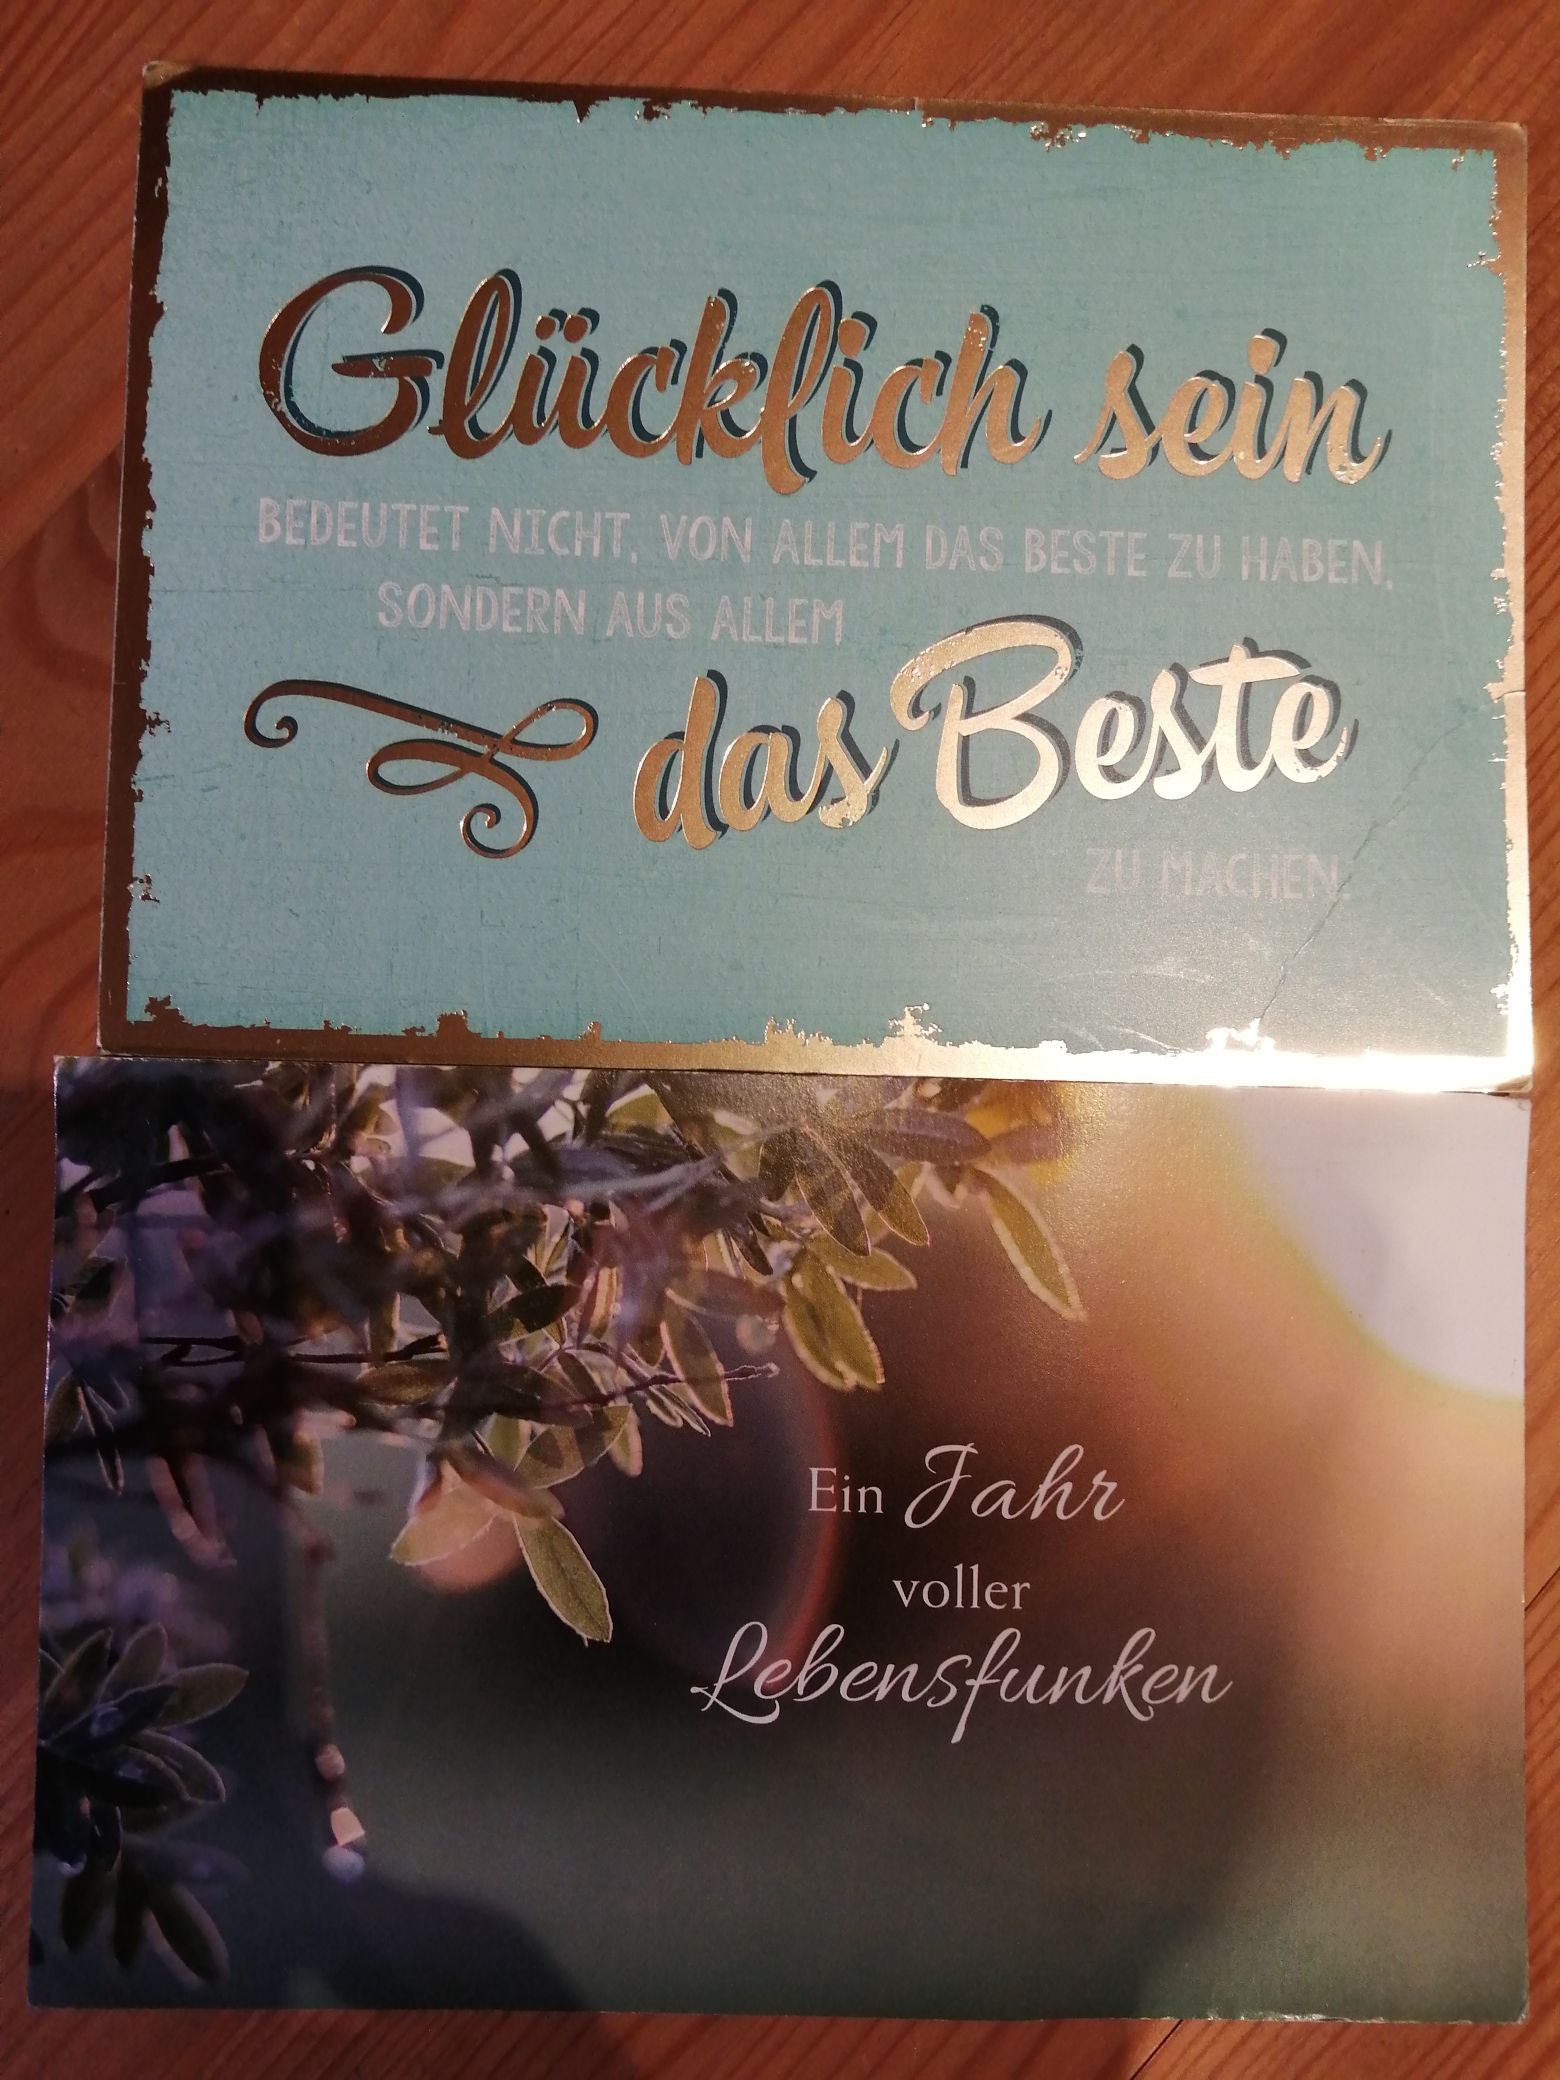 Glücklich sein
BEDEUTET NICHT, VON ALLEM DAS BESTE ZU HABEN,
SONDERN AUS ALLEM
das Beste
ZU MACHEN.
Ein Jahr
voller
Lebensfunken